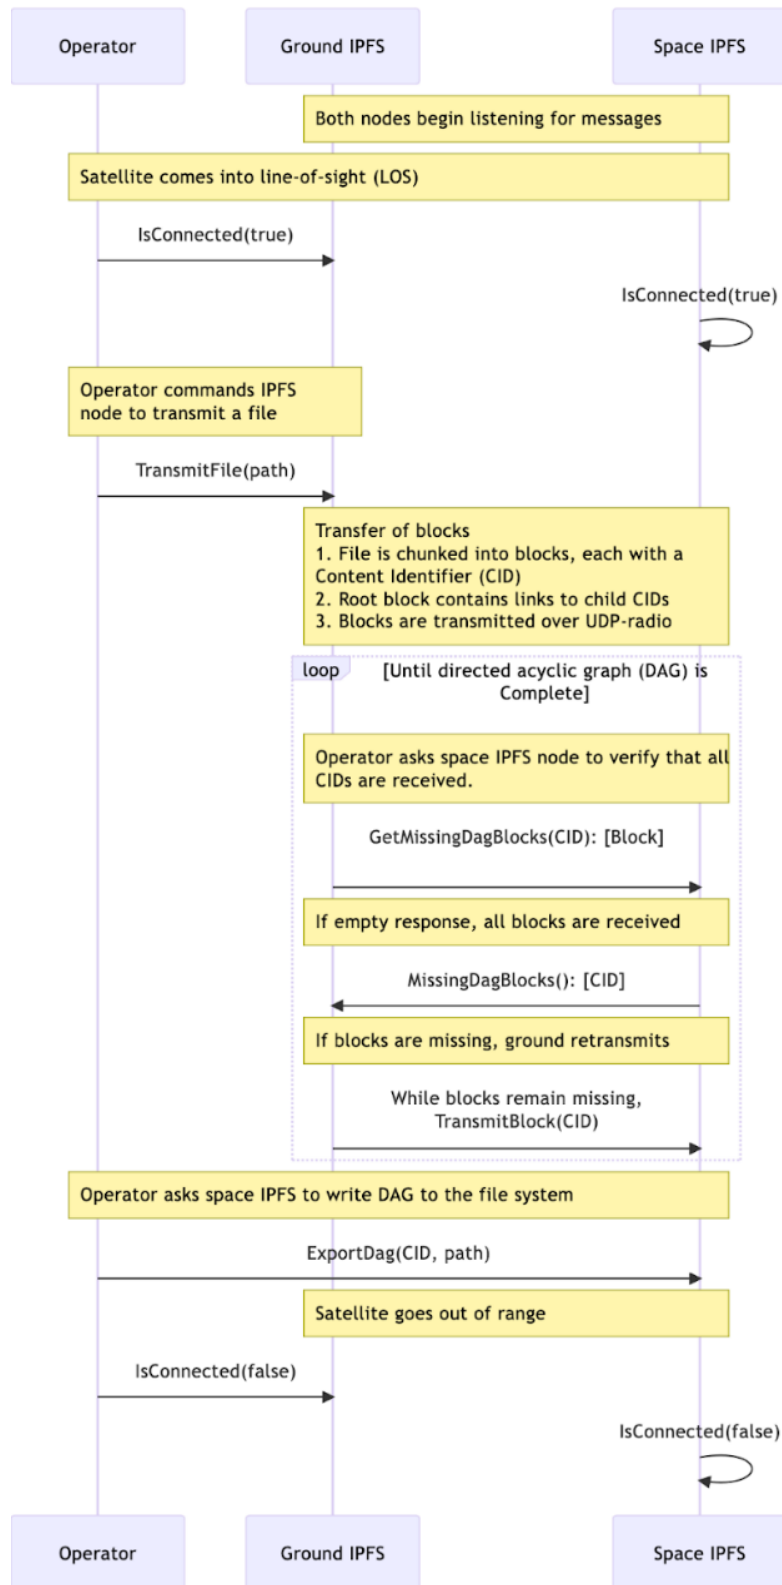 Operator
Ground IPFS
Space IPFS
Both nodes begin listening for messages
Satellite comes into line-of-sight (LOS)
IsConnected(true)
IsConnected(true)
Operator commands IPFS
node to transmit a file
TransmitFile(path)
Transfer of blocks
1. File is chunked into blocks, each with a
Content Identifier (CID)
2. Root block contains links to child CIDs
3. Blocks are transmitted over UDP-radio
loop
[Until directed acyclic graph (DAG) is
Complete]
Operator asks space IPFS node to verify that all
CIDs are received.
GetMissingDagBlocks(CID): [Block]
If empty response, all blocks are received
MissingDagBlocks(): [CID]
If blocks are missing, ground retransmits
While blocks remain missing,
TransmitBlock(CID)
Operator asks space IPFS to write DAG to the file system
ExportDag(CID, path)
Satellite goes out of range
IsConnected(false)
IsConnected(false)
Operator
Ground IPFS
Space IPFS